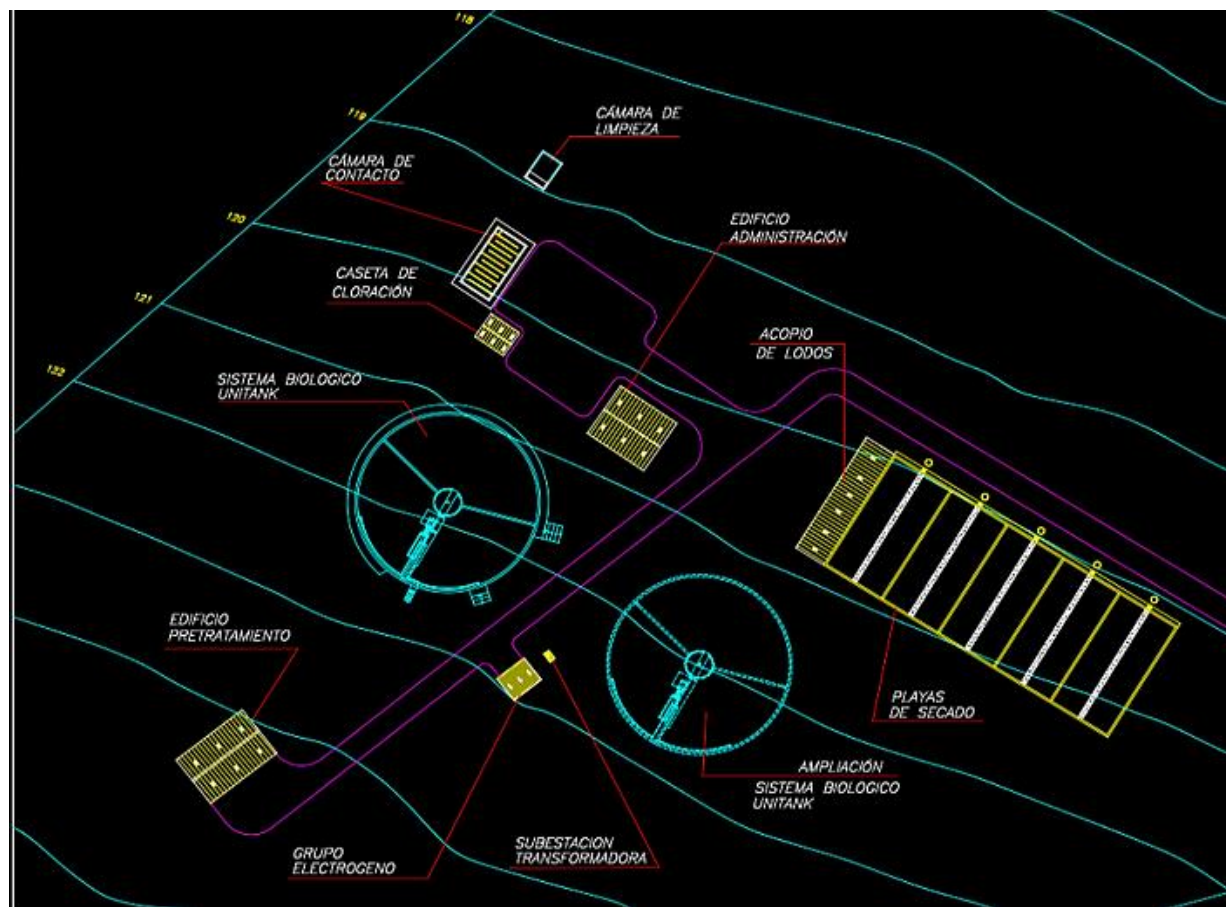 118
119
CÁMARA DE
LIMPIEZA
CÁMARA DE
CONTACTO
120
EDIFICIO
ADMINISTRACIÓN
CASETA DE
CLORACIÓN
121
ACOPIO
DE LODOS
122
SISTEMA BIOLOGICO
UNITANK
EDIFICIO
PRETRATAMIENTO
PLAYAS
DE SECADO
AMPLIACIÓN
SISTEMA BIOLOGICO
UNITANK
SUBESTACION
TRANSFORMADORA
GRUPO
ELECTROGENO